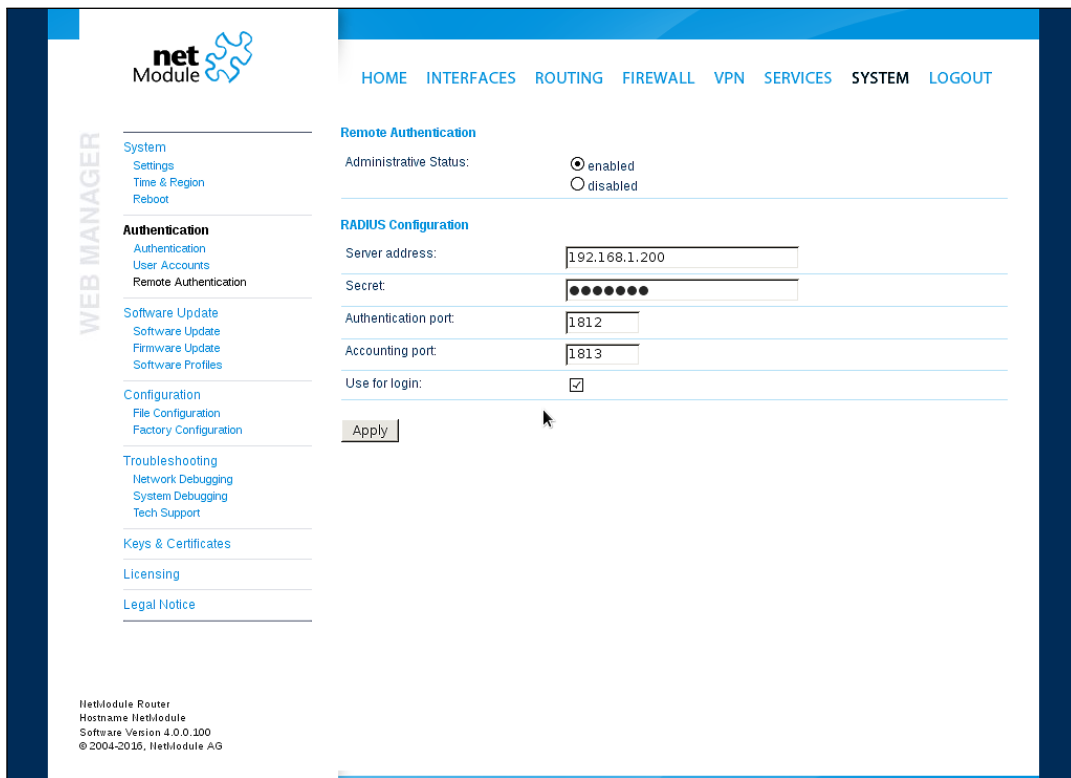 net
Module
HOME INTERFACES ROUTING FIREWALL VPN SERVICES SYSTEM LOGOUT
WEB MANAGER
System
Settings
Time & Region
Reboot
Authentication
Authentication
User Accounts
Remote Authentication
Software Update
Software Update
Firmware Update
Software Profiles
Configuration
File Configuration
Factory Configuration
Troubleshooting
Network Debugging
System Debugging
Tech Support
Keys & Certificates
Licensing
Legal Notice
Remote Authentication
Administrative Status: enabled
disabled
RADIUS Configuration
Server address: 192.168.1.200
Secret: ●●●●●●●
Authentication port: 1812
Accounting port: 1813
Use for login:
Apply
NetModule Router
Hostname NetModule
Software Version 4.0.0.100
© 2004-2016, NetModule AG